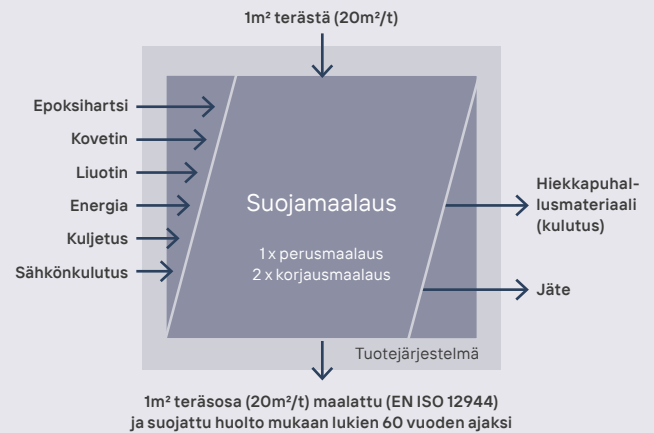 1m² terästä (20m²/t)
Epoksihartsi
Kovetin
Liuotin
Energia
Kuljetus
Sähkönkulutus
Suojamaalaus
1 x perusmaalaus
2 x korjausmaalaus
Hiekkapuhal-
lusmateriaali
(kulutus)
Jäte
Tuotejärjestelmä
1m² teräsosa (20m²/t) maalattu (EN ISO 12944)
ja suojattu huolto mukaan lukien 60 vuoden ajaksi